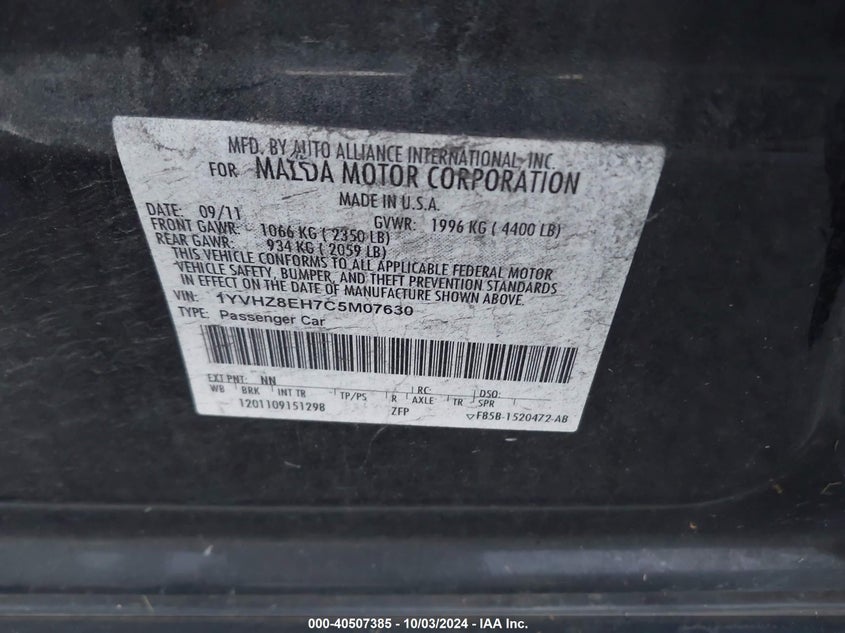 MFD. BY AUTO ALLIANCE INTERNATIONAL, INC.
FOR MAZDA MOTOR CORPORATION
MADE IN U.S.A.
DATE: 09/11 GVWR: 1996 KG ( 4400 LB)
FRONT GAWR: 1066 KG ( 2350 LB)
REAR GAWR: 934 KG ( 2059 LB)
THIS VEHICLE CONFORMS TO ALL APPLICABLE FEDERAL MOTOR
VEHICLE SAFETY, BUMPER, AND THEFT PREVENTION STANDARDS
IN EFFECT ON THE DATE OF MANUFACTURE SHOWN ABOVE.
VIN: 1YVHZ8EH7C5M07630
TYPE: Passenger Car
EXT PNT: NN RC: DSO:
WB BRK INT TR TP/PS R AXLE TR SPR
1201109151298 ZFP ▽F85B-1520472-AB
000-40507385 - 10/03/2024 - IAA Inc.